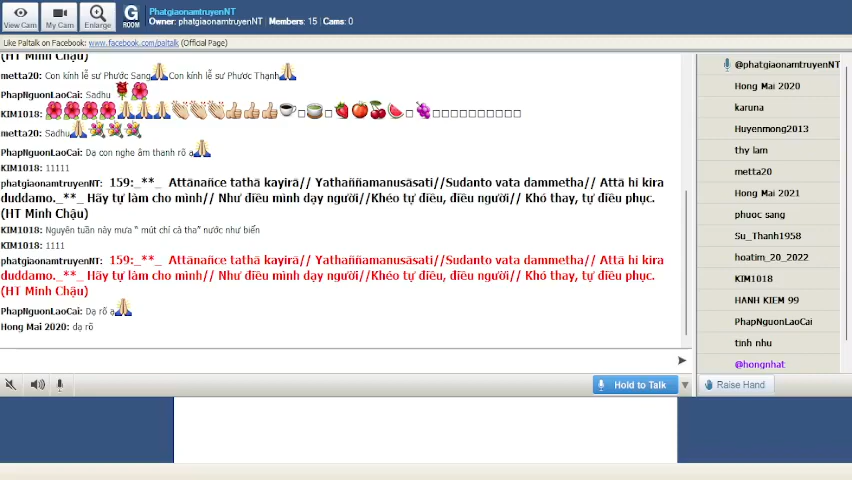 View Cam
My Cam
Enlarge
G
ROOM
PhatgiaonamtruyenNT
Owner: phatgiaonamtruyenNT | Members: 15 | Cams: 0
Like Paltalk on Facebook: www.facebook.com/paltalk (Official Page)
(HT Minh Châu)
metta20: Con kính lễ sư Phước Sang🙏Con kính lễ sư Phươc Thạnh🙏
PhapNguonLaoCai: Sadhu 🌹🌺
KIM1018: 🌺🌺🌺🌺🙏🙏🙏👏👏👏👍👍👍☕□🍵□🍓🍅🍒🍉□🍇□□□□□□□□□□
metta20: Sadhu🙏💐💐💐
PhapNguonLaoCai: Dạ con nghe âm thanh rõ ạ🙏
KIM1018: 11111
phatgiaonamtruyenNT: 159:_**_ Attānañce tathā kayirā// Yathaññamanusāsati//Sudanto vata dammetha// Attā hi kira
duddamo._**_ Hãy tự làm cho mình// Như điều mình dạy người//Khéo tự điều, điều người// Khó thay, tự điều phục.
(HT Minh Châu)
KIM1018: Nguyên tuần này mưa “ mút chỉ cà tha” nước như biển
KIM1018: 1111
phatgiaonamtruyenNT: 159:_**_ Attānañce tathā kayirā// Yathaññamanusāsati//Sudanto vata dammetha// Attā hi kira
duddamo._**_ Hãy tự làm cho mình// Như điều mình dạy người//Khéo tự điều, điều người// Khó thay, tự điều phục.
(HT Minh Châu)
PhapNguonLaoCai: Dạ rõ ạ🙏
Hong Mai 2020: dạ rõ
@phatgiaonamtruyenNT
Hong Mai 2020
karuna
Huyenmong2013
thy lam
metta20
Hong Mai 2021
phuoc sang
Su_Thanh1958
hoatim_20_2022
KIM1018
HANH KIEM 99
PhapNguonLaoCai
tinh nhu
@hongnhat
Hold to Talk
Raise Hand